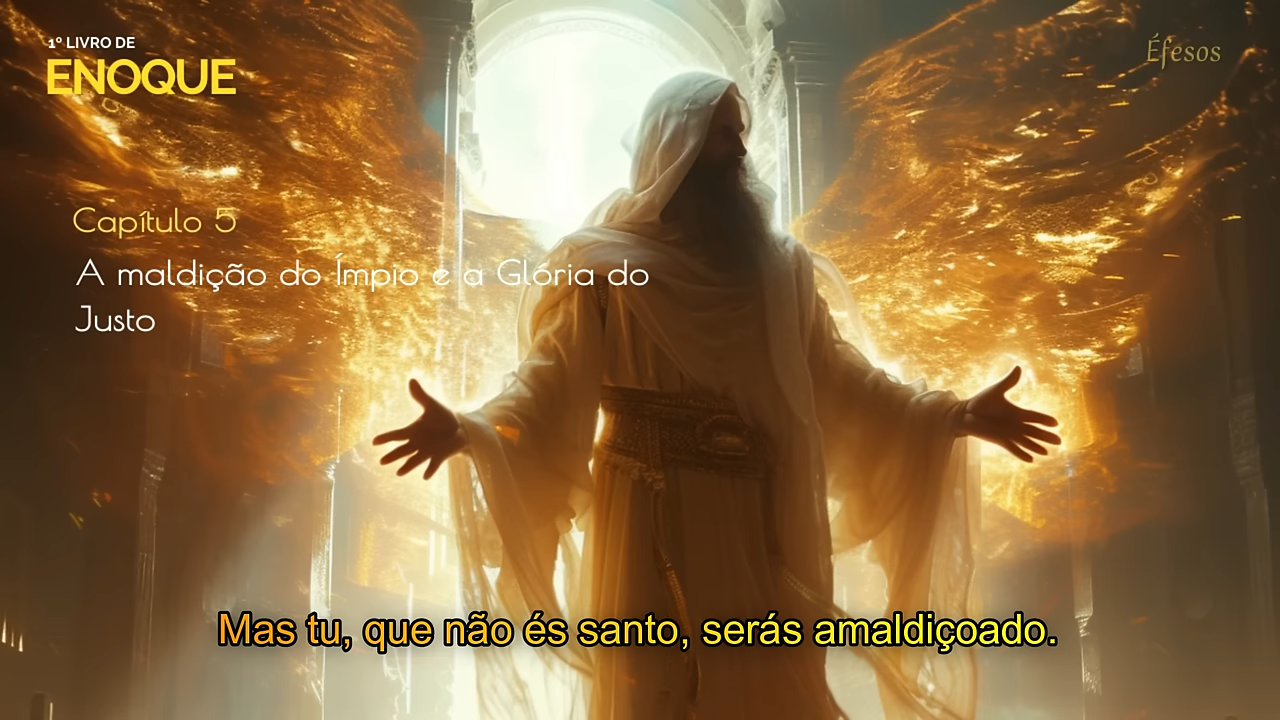 1º LIVRO DE
ENOQUE
Éfesos
Capítulo 5
A maldição do Ímpio e a Glória do
Justo
Mas tu, que não és santo, serás amaldiçoado.